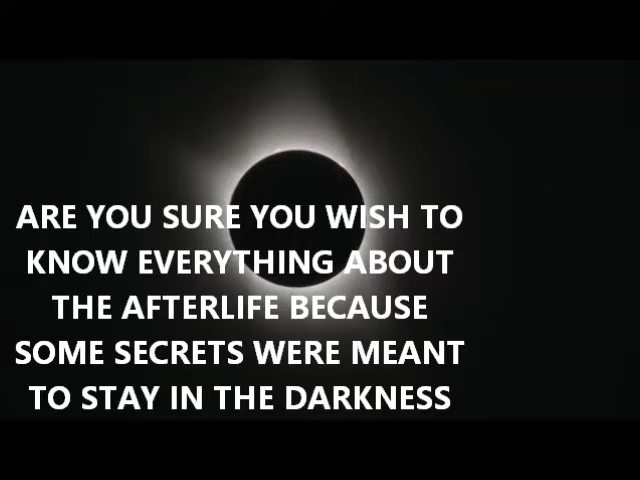 ARE YOU SURE YOU WISH TO
KNOW EVERYTHING ABOUT
THE AFTERLIFE BECAUSE
SOME SECRETS WERE MEANT
TO STAY IN THE DARKNESS